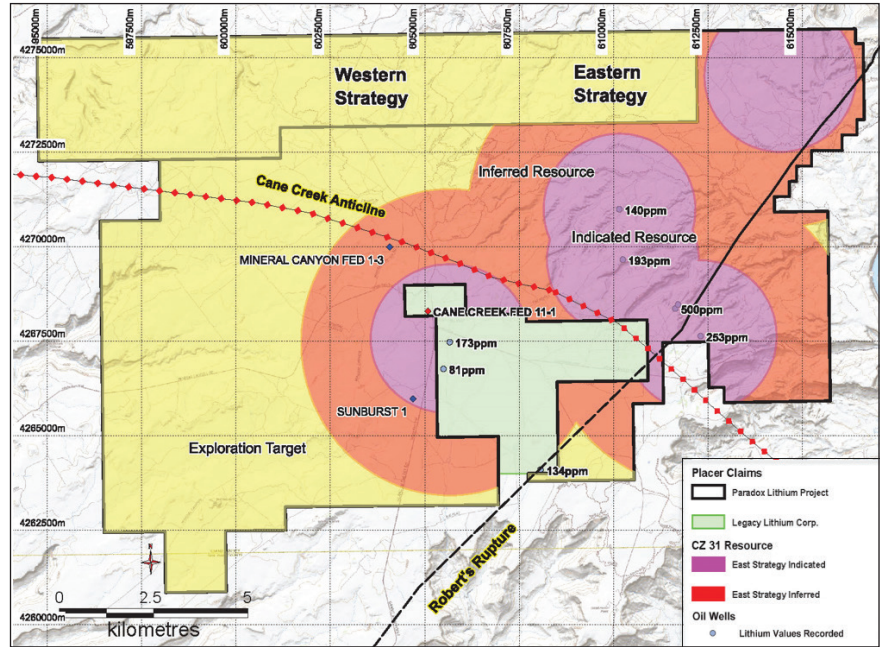 595000m
597500m
600000m
602500m
605000m
607500m
610000m
612500m
615000m
4275000m
4272500m
4270000m
4267500m
4265000m
4262500m
4260000m
Western
Strategy
Eastern
Strategy
Inferred Resource
Cane Creek Anticline
140ppm
Indicated Resource
MINERAL CANYON FED 1-3
193ppm
CANE CREEK FED 11-1
500ppm
253ppm
173ppm
81ppm
SUNBURST 1
Exploration Target
134ppm
Robert's Rupture
N
0 2.5 5
kilometres
Placer Claims
Paradox Lithium Project
Legacy Lithium Corp.
CZ 31 Resource
East Strategy Indicated
East Strategy Inferred
Oil Wells
Lithium Values Recorded